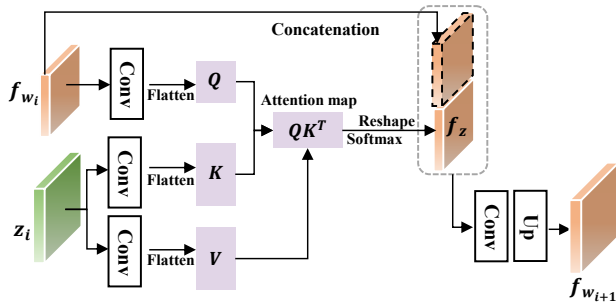 Concatenation
f_{w_i}
Conv
Flatten
Q
Attention map
QK^T
Reshape
Softmax
f_z
Conv
Flatten
K
z_i
Conv
Flatten
V
Conv
Up
f_{w_{i+1}}